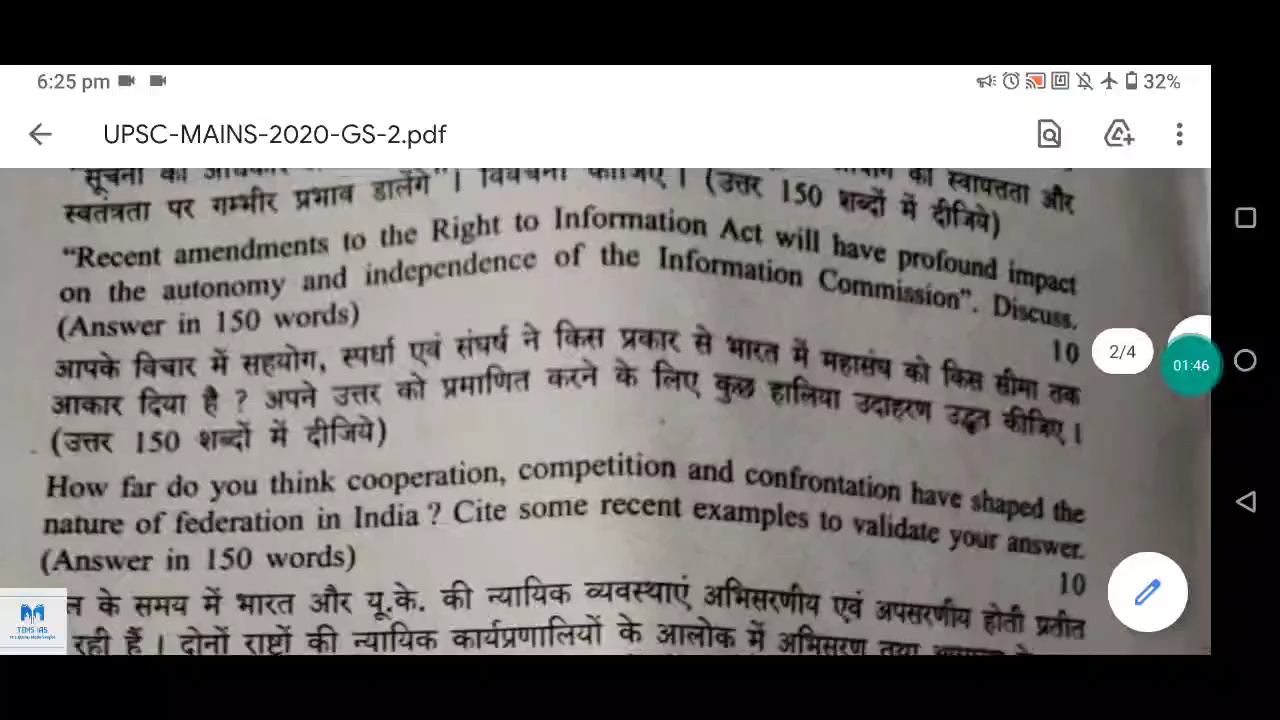 6:25 pm
32%
UPSC-MAINS-2020-GS-2.pdf
की स्वायत्तता और
स्वतंत्रता पर गम्भीर प्रभाव डालेंगे"। विवेचना कीजिए। (उत्तर 150 शब्दों में दीजिये)
"Recent amendments to the Right to Information Act will have profound impact
on the autonomy and independence of the Information Commission". Discuss.
(Answer in 150 words)
10
आपके विचार में सहयोग, स्पर्धा एवं संघर्ष ने किस प्रकार से भारत में महासंघ को किस सीमा तक
आकार दिया है ? अपने उत्तर को प्रमाणित करने के लिए कुछ हालिया उदाहरण उद्धृत कीजिए।
(उत्तर 150 शब्दों में दीजिये)
How far do you think cooperation, competition and confrontation have shaped the
nature of federation in India ? Cite some recent examples to validate your answer.
(Answer in 150 words)
10
ल के समय में भारत और यू.के. की न्यायिक व्यवस्थाएं अभिसरणीय एवं अपसरणीय होती प्रतीत
रही हैं। दोनों राष्ट्रों की न्यायिक कार्यप्रणालियों के आलोक में अभिसरण तथा
2/4
01:46
TEMS-IAS